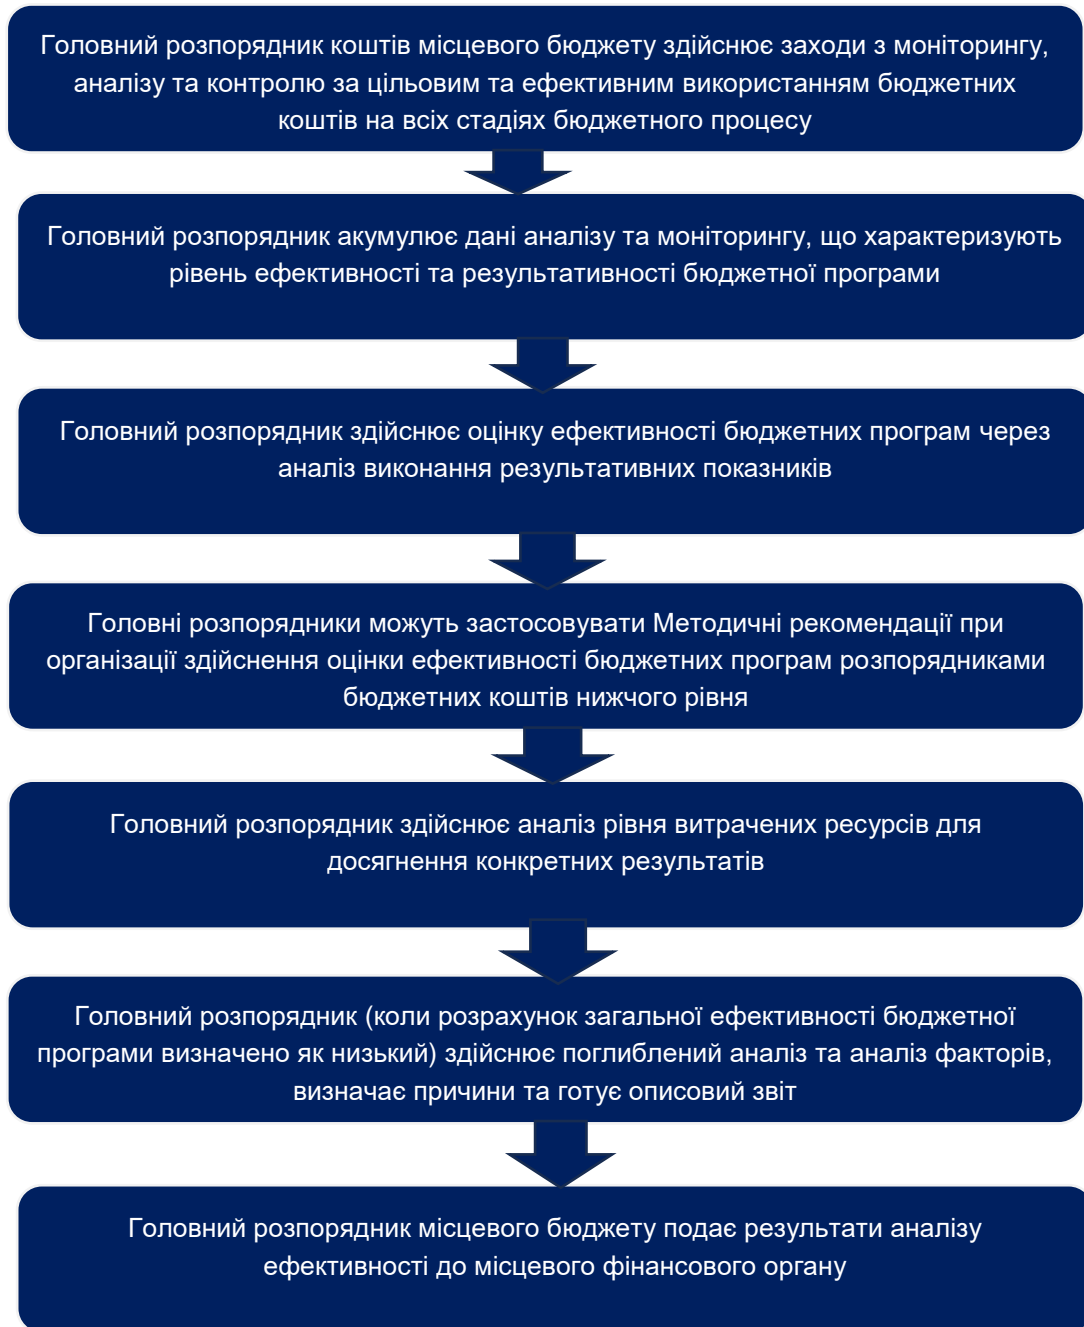 Головний розпорядник коштів місцевого бюджету здійснює заходи з моніторингу,
аналізу та контролю за цільовим та ефективним використанням бюджетних
коштів на всіх стадіях бюджетного процесу
Головний розпорядник акумулює дані аналізу та моніторингу, що характеризують
рівень ефективності та результативності бюджетної програми
Головний розпорядник здійснює оцінку ефективності бюджетних програм через
аналіз виконання результативних показників
Головні розпорядники можуть застосовувати Методичні рекомендації при
організації здійснення оцінки ефективності бюджетних програм розпорядниками
бюджетних коштів нижчого рівня
Головний розпорядник здійснює аналіз рівня витрачених ресурсів для
досягнення конкретних результатів
Головний розпорядник (коли розрахунок загальної ефективності бюджетної
програми визначено як низький) здійснює поглиблений аналіз та аналіз факторів,
визначає причини та готує описовий звіт
Головний розпорядник місцевого бюджету подає результати аналізу
ефективності до місцевого фінансового органу